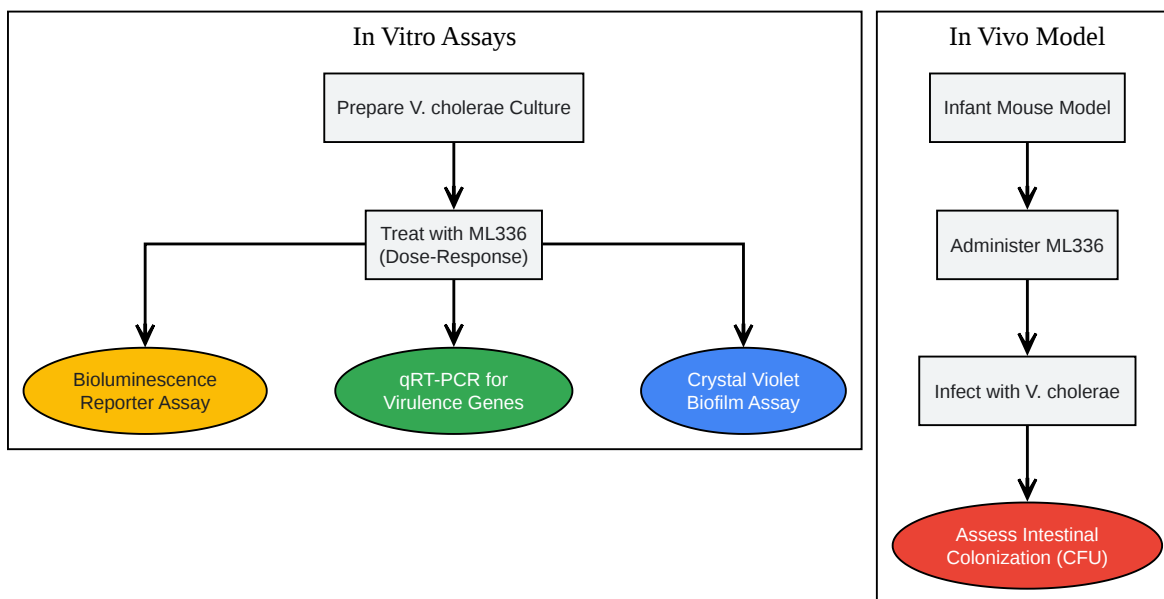 In Vitro Assays
Prepare V. cholerae Culture
Treat with ML336
(Dose-Response)
Bioluminescence
Reporter Assay
qRT-PCR for
Virulence Genes
Crystal Violet
Biofilm Assay
In Vivo Model
Infant Mouse Model
Administer ML336
Infect with V. cholerae
Assess Intestinal
Colonization (CFU)